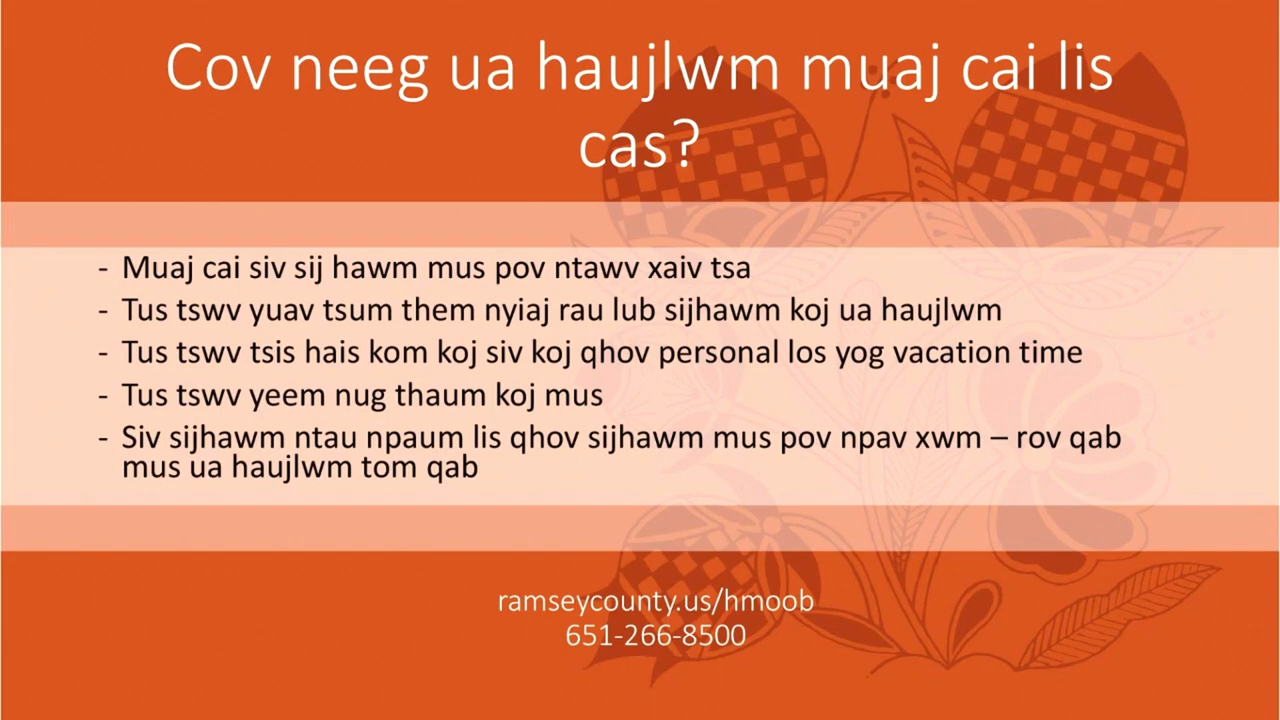 Cov neeg ua haujlwm muaj cai lis
cas?
- Muaj cai siv sij hawm mus pov ntawv xaiv tsa
- Tus tswv yuav tsum them nyiaj rau lub sijhawm koj ua haujlwm
- Tus tswv tsis hais kom koj siv koj qhov personal los yog vacation time
- Tus tswv yeem nug thaum koj mus
- Siv sijhawm ntau npaum lis qhov sijhawm mus pov npav xwm – rov qab
mus ua haujlwm tom qab
ramseycounty.us/hmoob
651-266-8500